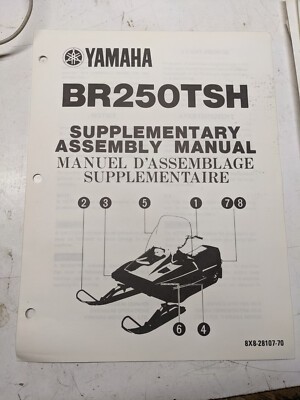 YAMAHA
BR250TSH
SUPPLEMENTARY
ASSEMBLY MANUAL
MANUEL D'ASSEMBLAGE
SUPPLEMENTAIRE
2 3 5 1 7 8
6 4
8X8-28107-70